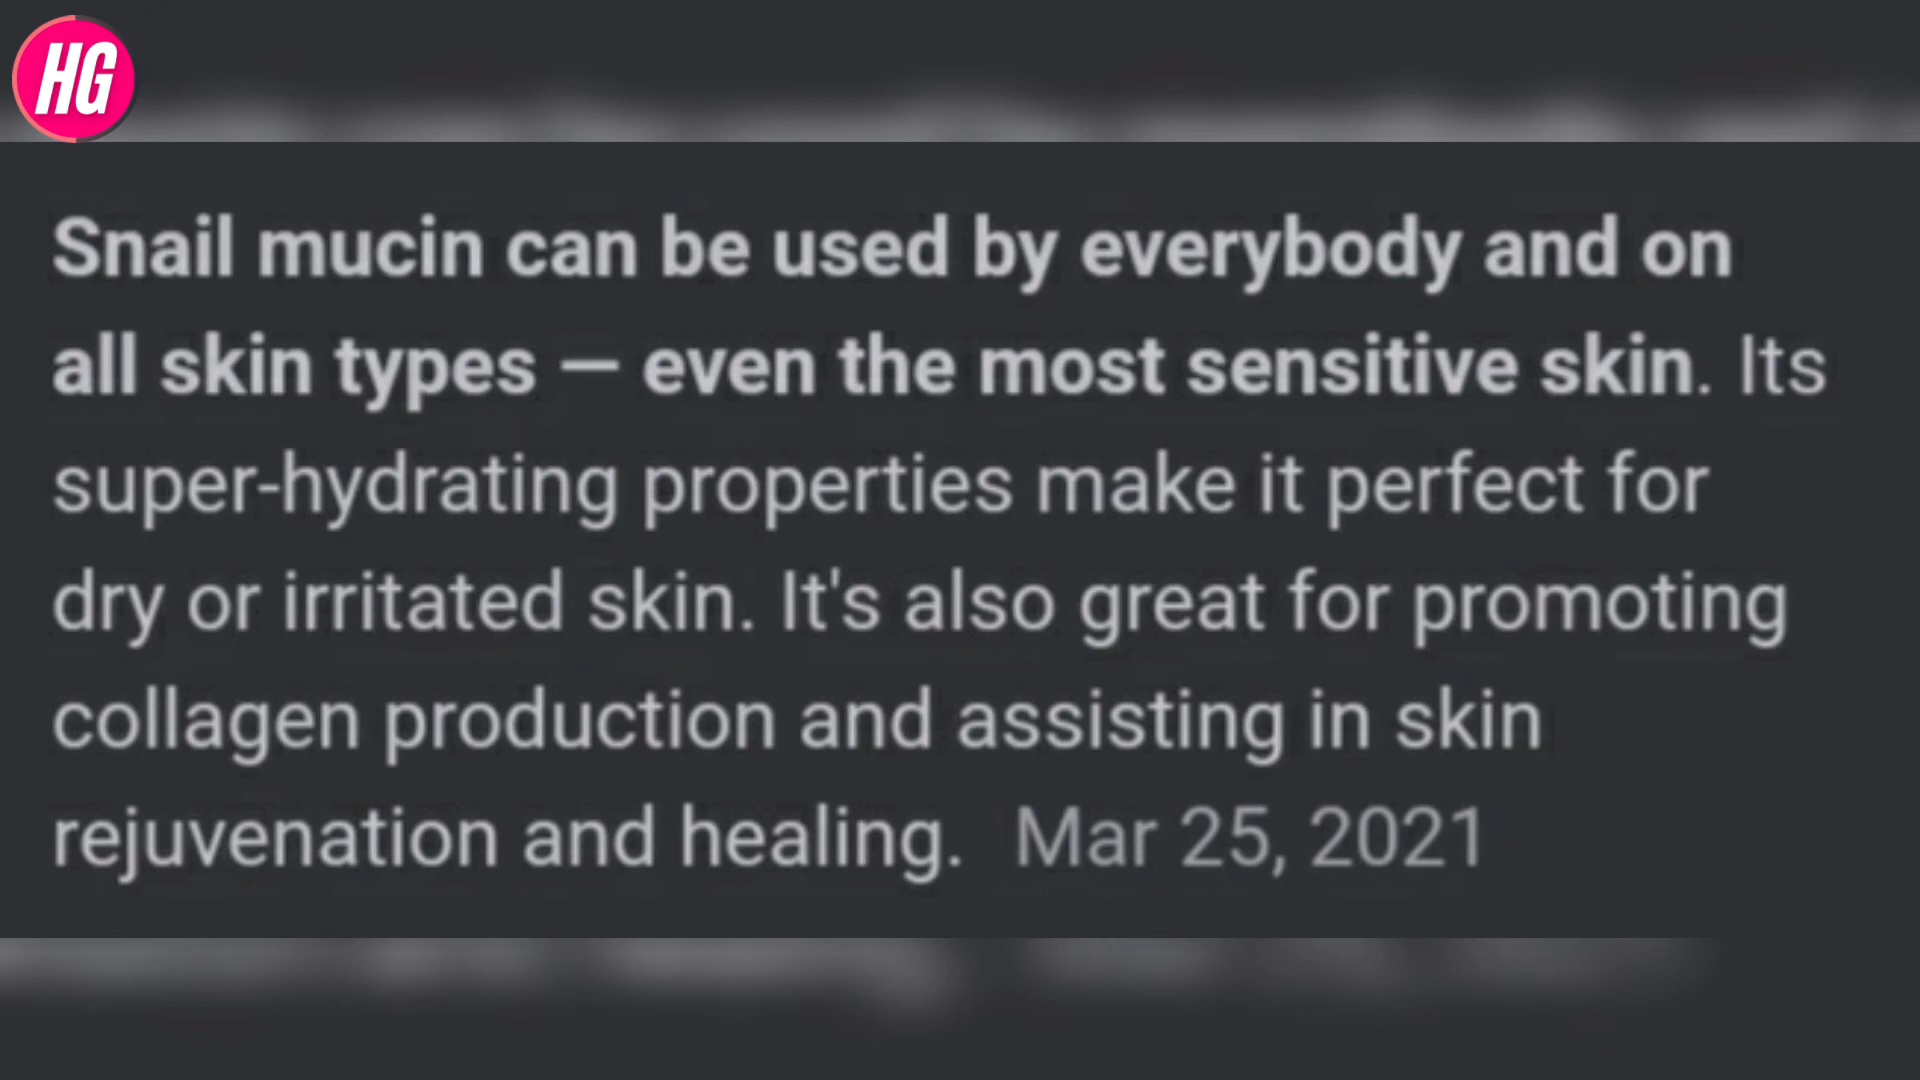 HG
Snail mucin can be used by everybody and on
all skin types — even the most sensitive skin. Its
super-hydrating properties make it perfect for
dry or irritated skin. It's also great for promoting
collagen production and assisting in skin
rejuvenation and healing. Mar 25, 2021